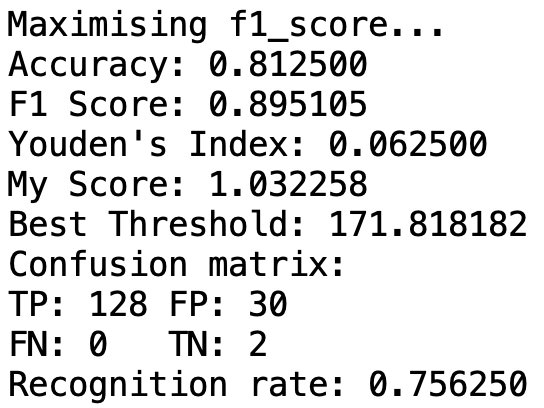 Maximising f1_score...
Accuracy: 0.812500
F1 Score: 0.895105
Youden's Index: 0.062500
My Score: 1.032258
Best Threshold: 171.818182
Confusion matrix:
TP: 128 FP: 30
FN: 0   TN: 2
Recognition rate: 0.756250